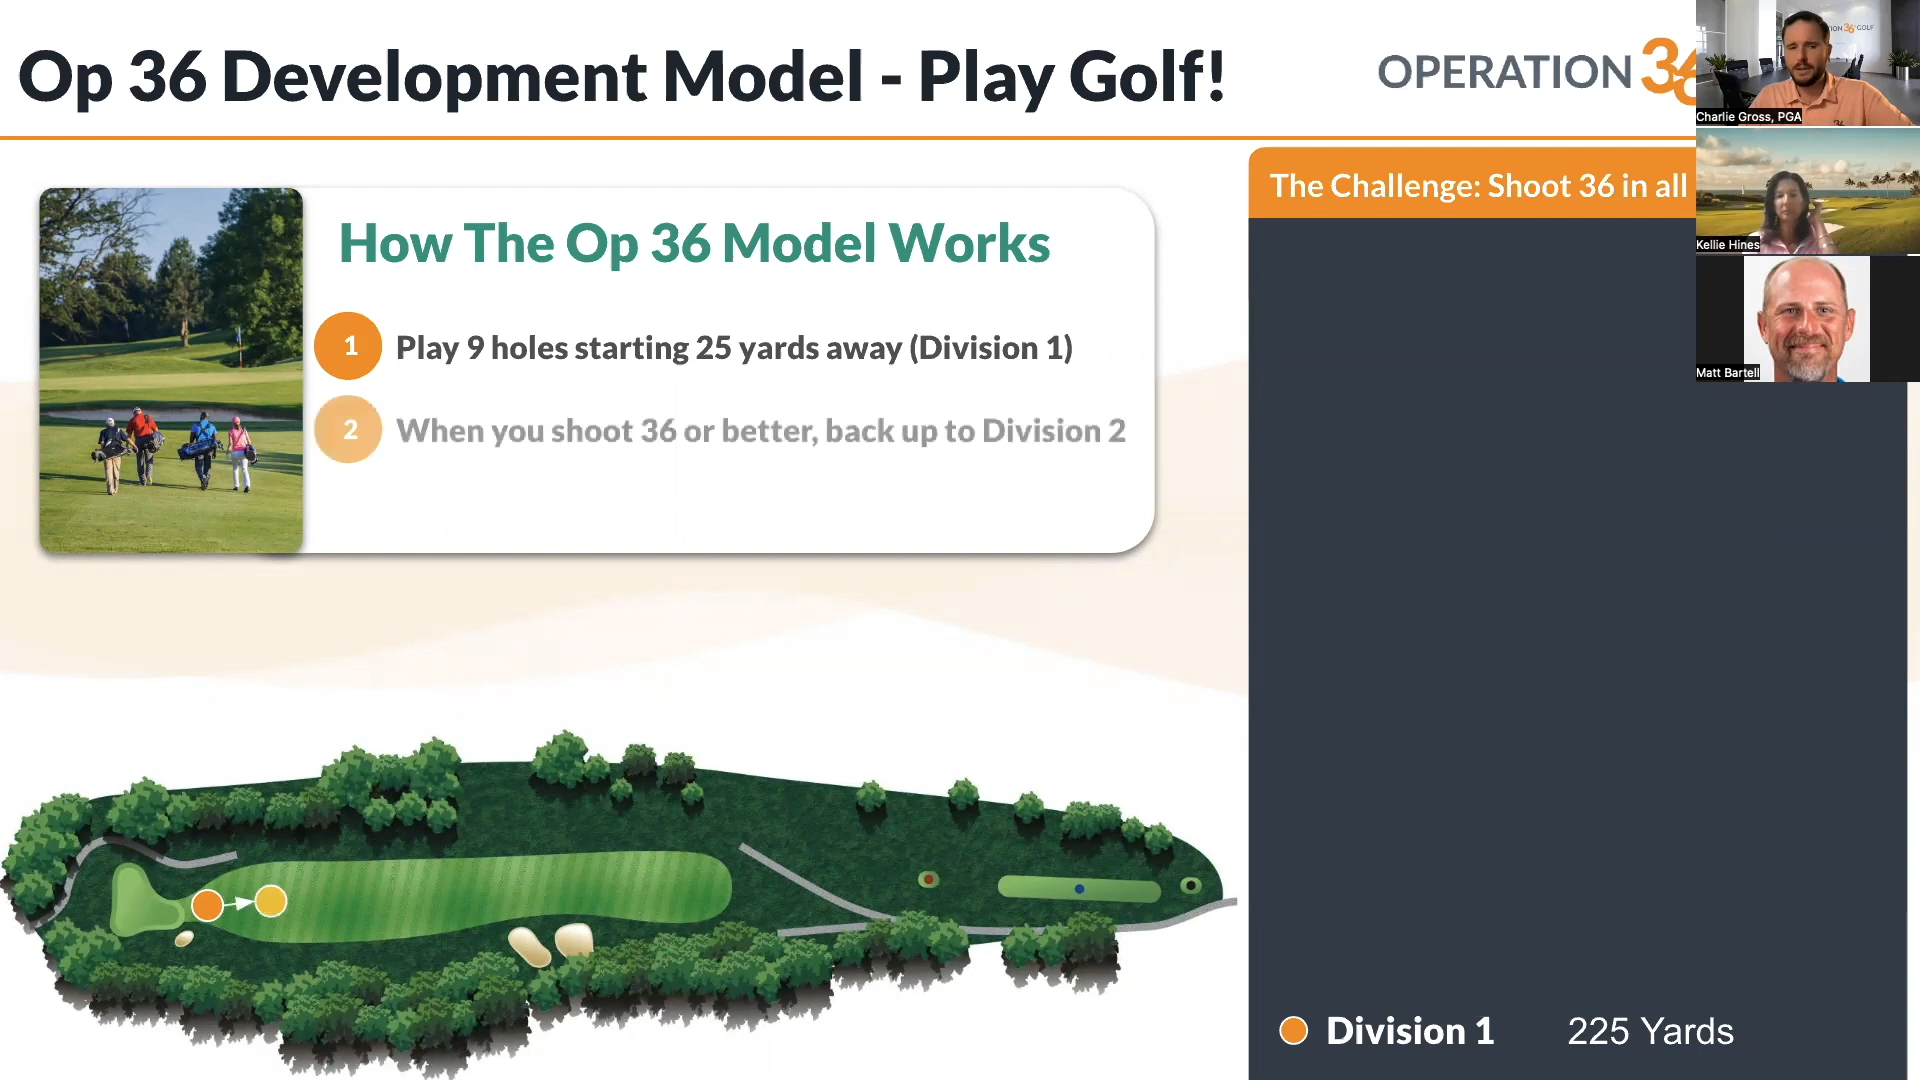 Op 36 Development Model - Play Golf!
OPERATION 36
Charlie Gross, PGA
Kellie Hines
Matt Bartell
The Challenge: Shoot 36 in all
How The Op 36 Model Works
1 Play 9 holes starting 25 yards away (Division 1)
2 When you shoot 36 or better, back up to Division 2
Division 1 225 Yards